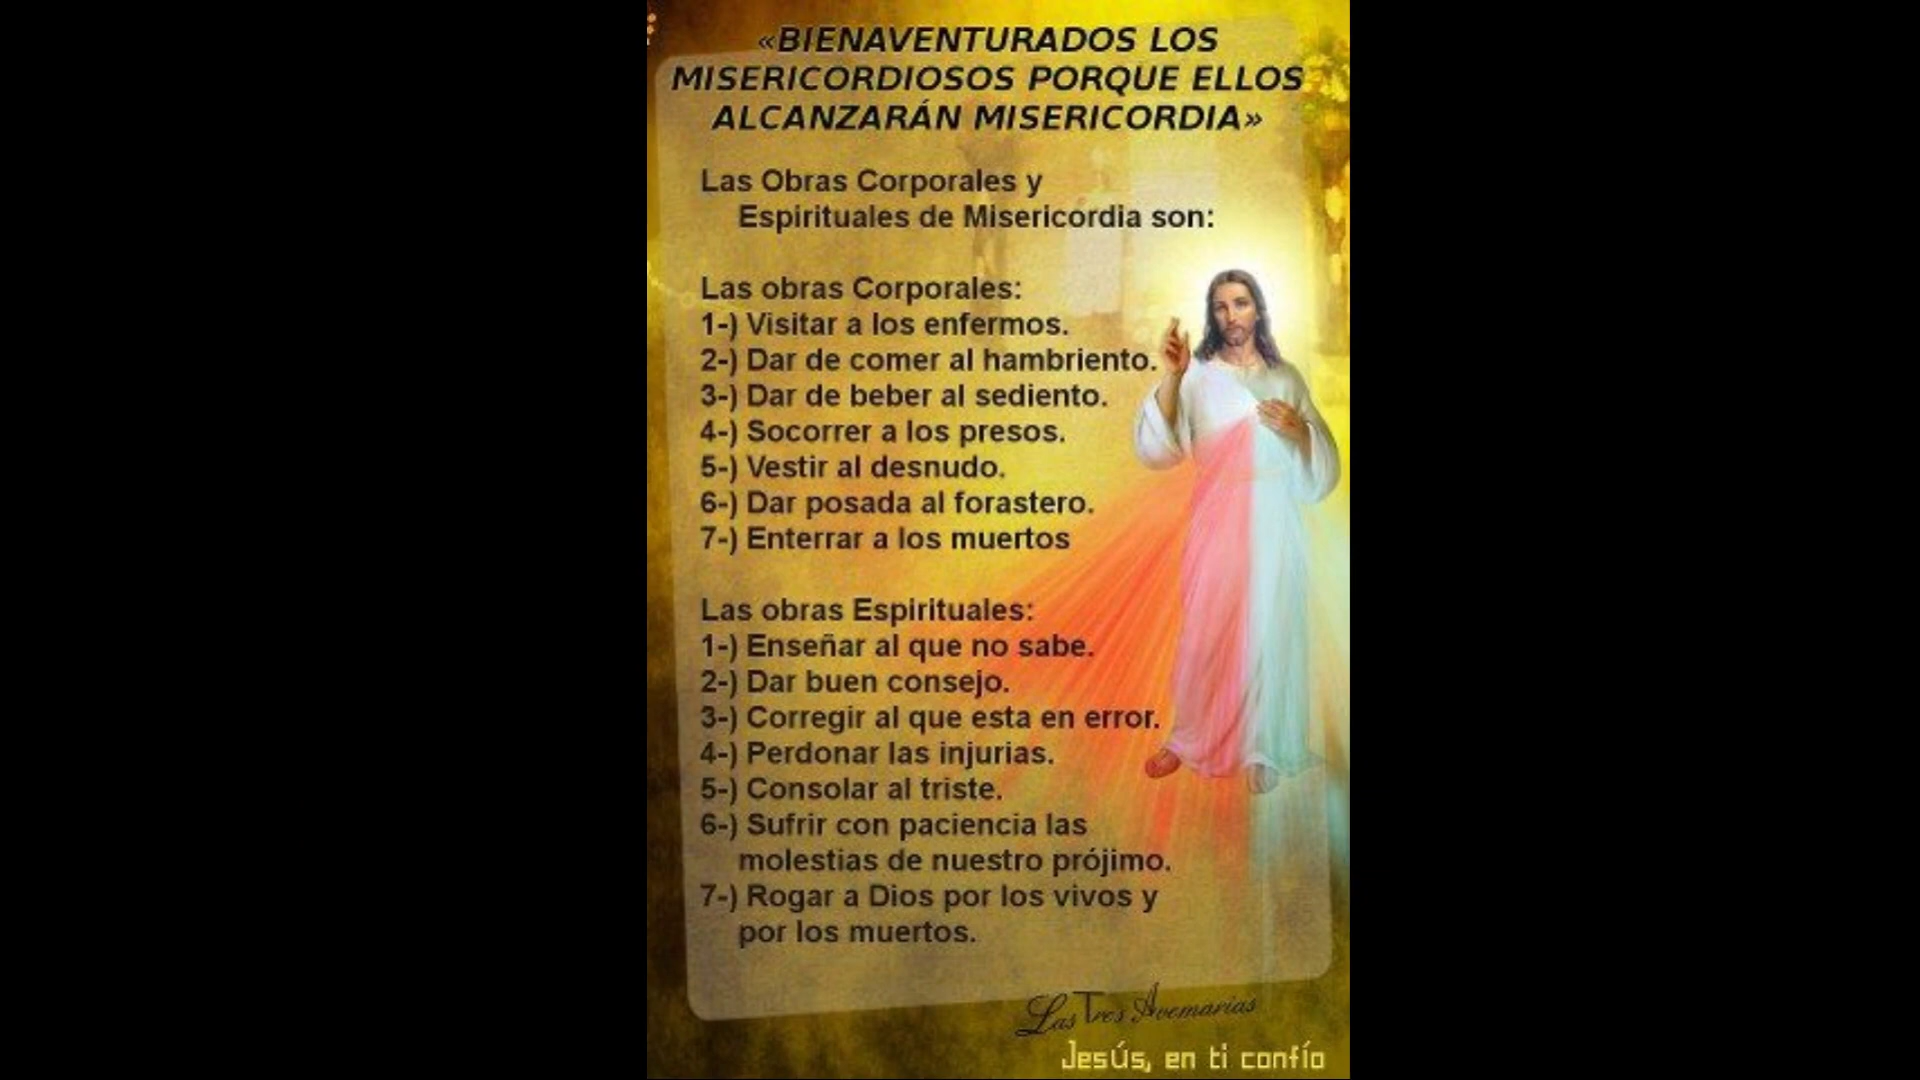 «BIENAVENTURADOS LOS
MISERICORDIOSOS PORQUE ELLOS
ALCANZARÁN MISERICORDIA»
Las Obras Corporales y
Espirituales de Misericordia son:
Las obras Corporales:
1-) Visitar a los enfermos.
2-) Dar de comer al hambriento.
3-) Dar de beber al sediento.
4-) Socorrer a los presos.
5-) Vestir al desnudo.
6-) Dar posada al forastero.
7-) Enterrar a los muertos
Las obras Espirituales:
1-) Enseñar al que no sabe.
2-) Dar buen consejo.
3-) Corregir al que esta en error.
4-) Perdonar las injurias.
5-) Consolar al triste.
6-) Sufrir con paciencia las
molestias de nuestro prójimo.
7-) Rogar a Dios por los vivos y
por los muertos.
Las Tres Avemarías
Jesús, en ti confío